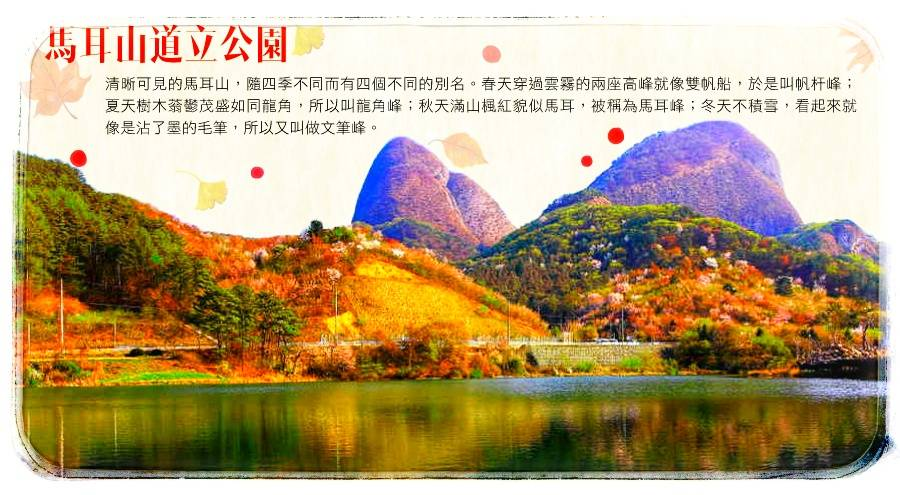 馬耳山道立公園
清晰可見的馬耳山，隨四季不同而有四個不同的別名。春天穿過雲霧的兩座高峰就像雙帆船，於是叫帆杆峰；
夏天樹木蓊鬱茂盛如同龍角，所以叫龍角峰；秋天滿山楓紅貌似馬耳，被稱為馬耳峰；冬天不積雪，看起來就
像是沾了墨的毛筆，所以又叫做文筆峰。